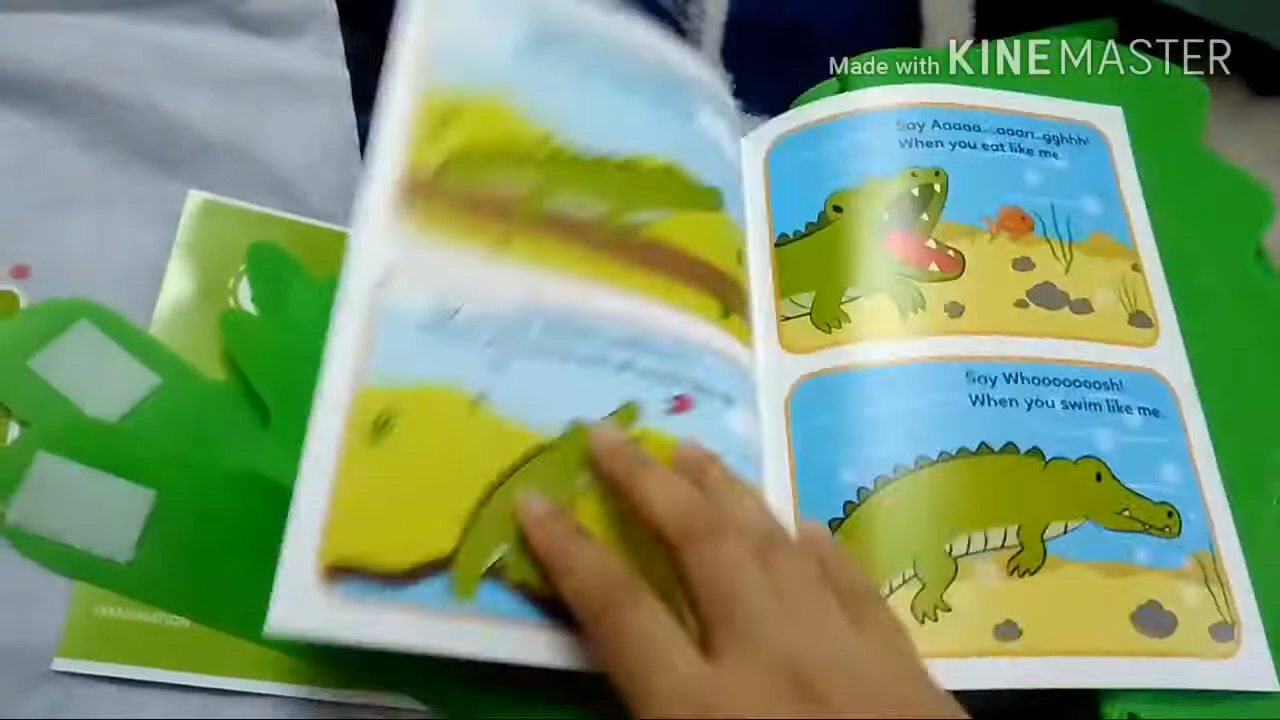 Made with KINEMASTER
Say Aaaaa...aaarr...gghhh!
When you eat like me.
Say Whoooooooosh!
When you swim like me.